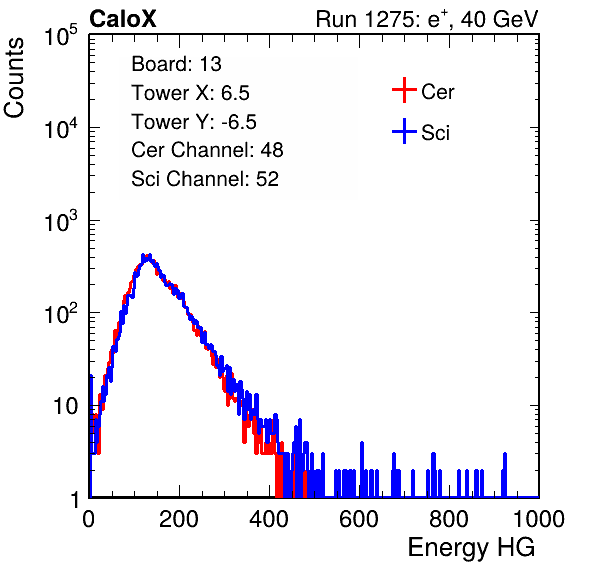 CaloX Run 1275: e⁺, 40 GeV
Counts
10⁵
10⁴
10³
10²
10
1
Board: 13
Tower X: 6.5
Tower Y: -6.5
Cer Channel: 48
Sci Channel: 52
Cer
Sci
0 200 400 600 800 1000
Energy HG